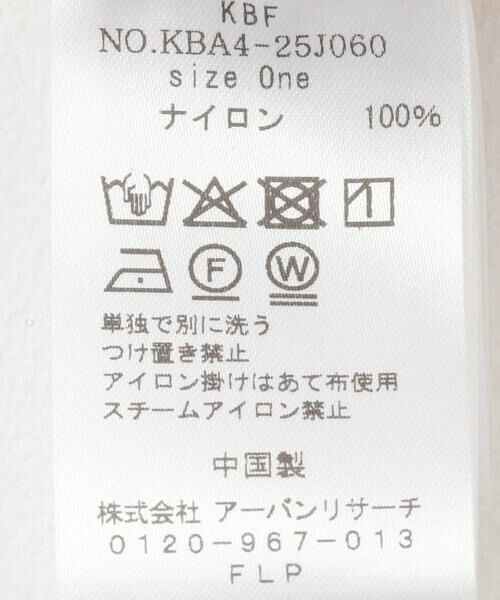 KBF
NO.KBA4-25J060
size One
ナイロン 100%
F W
単独で別に洗う
つけ置き禁止
アイロン掛けはあて布使用
スチームアイロン禁止
中国製
株式会社 アーバンリサーチ
0120-967-013
FLP